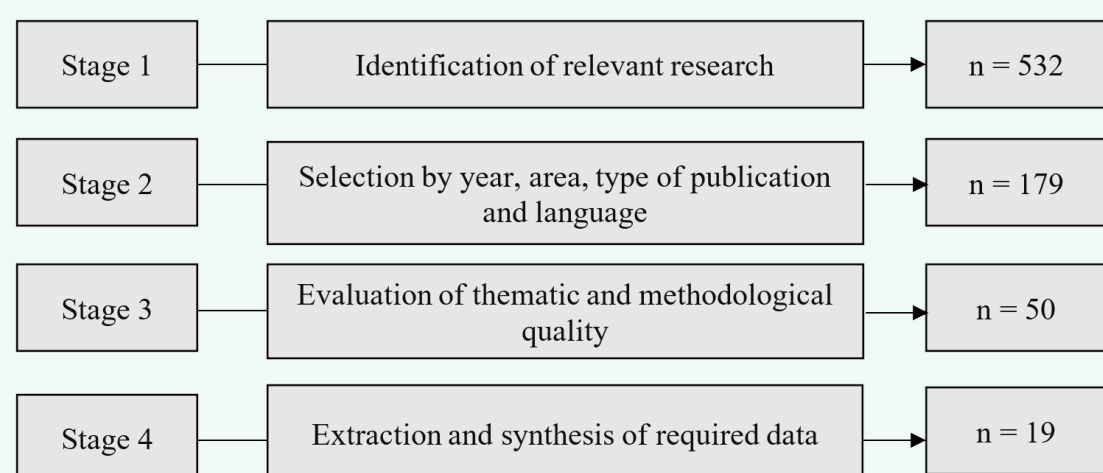 Stage 1
Identification of relevant research
n = 532
Stage 2
Selection by year, area, type of publication
and language
n = 179
Stage 3
Evaluation of thematic and methodological
quality
n = 50
Stage 4
Extraction and synthesis of required data
n = 19